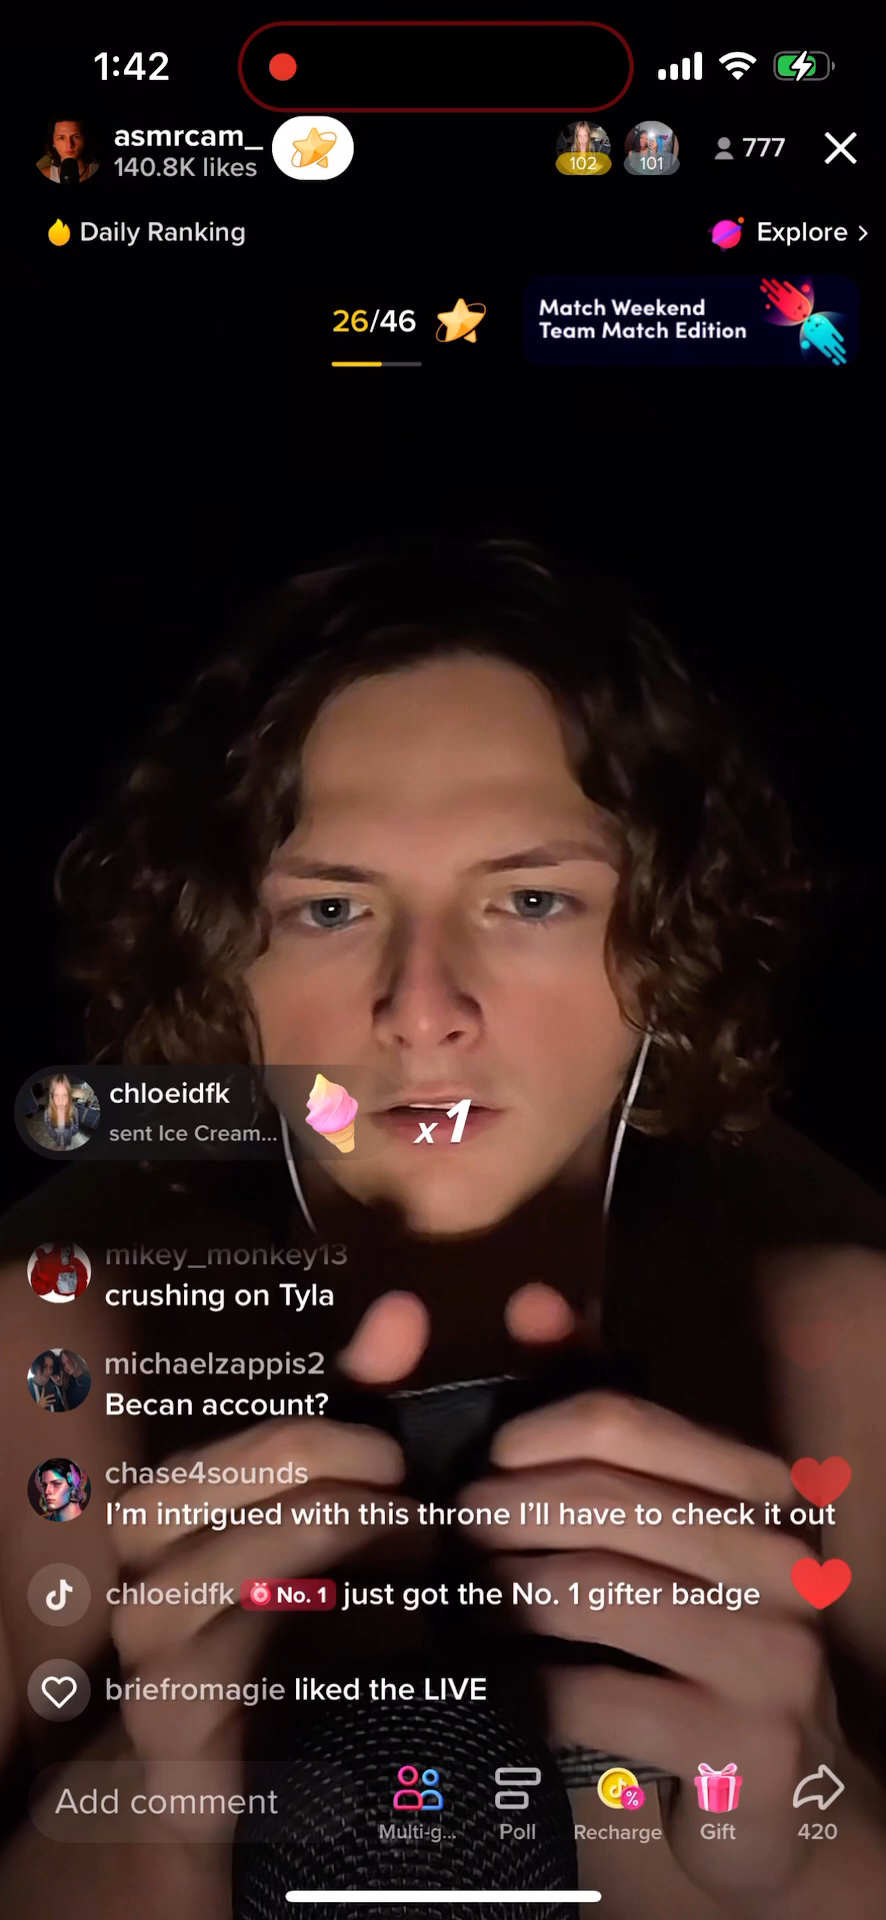 1:42
asmrcam_
140.8K likes
102
101
777
Daily Ranking
Explore >
26/46
Match Weekend
Team Match Edition
chloeidfk
sent Ice Cream...
x1
mikey_monkey13
crushing on Tyla
michaelzappis2
Becan account?
chase4sounds
I'm intrigued with this throne I'll have to check it out
chloeidfk No. 1 just got the No. 1 gifter badge
briefromagie liked the LIVE
Add comment
Multi-g...
Poll
Recharge
Gift
420